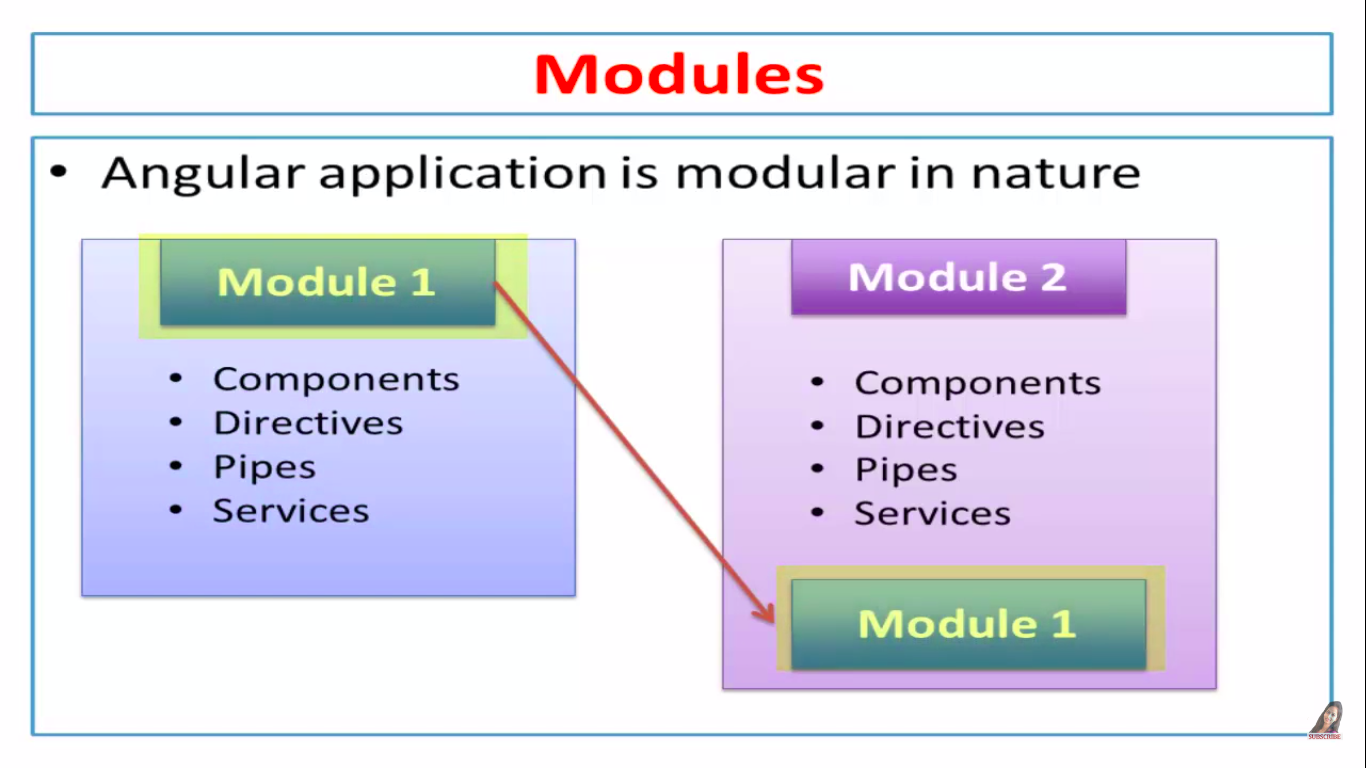 Modules
• Angular application is modular in nature
Module 1
• Components
• Directives
• Pipes
• Services
Module 2
• Components
• Directives
• Pipes
• Services
Module 1
SUBSCRIBE